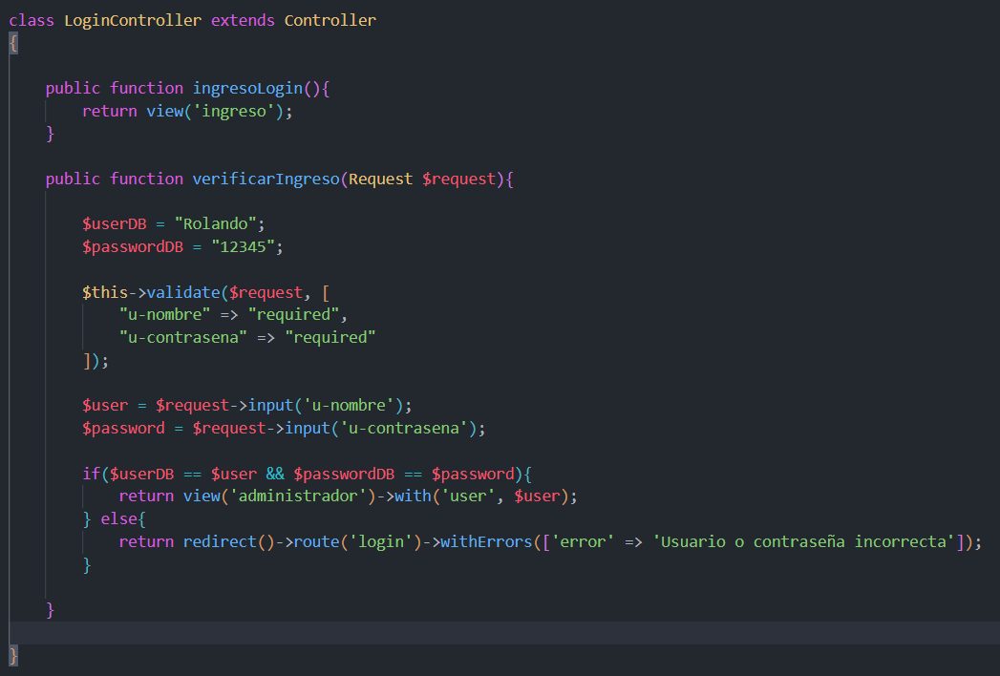 class LoginController extends Controller
{
public function ingresoLogin(){
return view('ingreso');
}
public function verificarIngreso(Request $request){
$userDB = "Rolando";
$passwordDB = "12345";
$this->validate($request, [
"u-nombre" => "required",
"u-contrasena" => "required"
]);
$user = $request->input('u-nombre');
$password = $request->input('u-contrasena');
if($userDB == $user && $passwordDB == $password){
return view('administrador')->with('user', $user);
} else{
return redirect()->route('login')->withErrors(['error' => 'Usuario o contraseña incorrecta']);
}
}
}